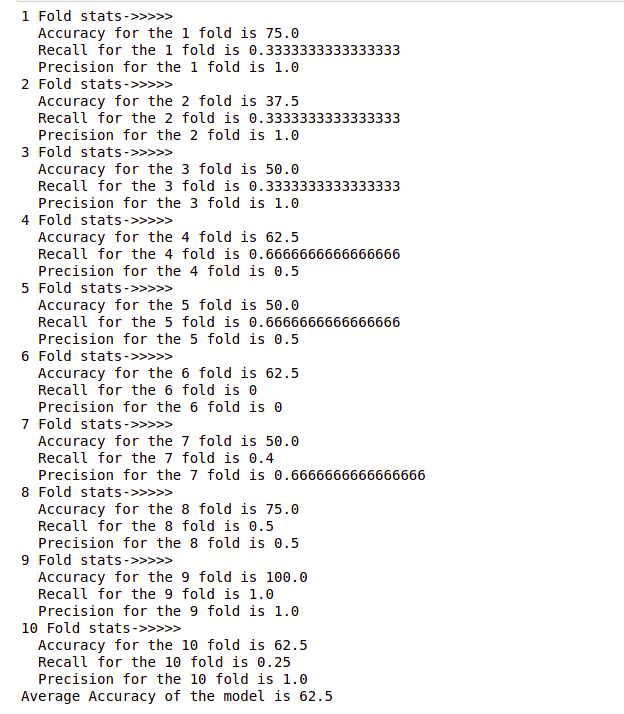 1 Fold stats->>>>>
Accuracy for the 1 fold is 75.0
Recall for the 1 fold is 0.3333333333333333
Precision for the 1 fold is 1.0
2 Fold stats->>>>>
Accuracy for the 2 fold is 37.5
Recall for the 2 fold is 0.3333333333333333
Precision for the 2 fold is 1.0
3 Fold stats->>>>>
Accuracy for the 3 fold is 50.0
Recall for the 3 fold is 0.3333333333333333
Precision for the 3 fold is 1.0
4 Fold stats->>>>>
Accuracy for the 4 fold is 62.5
Recall for the 4 fold is 0.6666666666666666
Precision for the 4 fold is 0.5
5 Fold stats->>>>>
Accuracy for the 5 fold is 50.0
Recall for the 5 fold is 0.6666666666666666
Precision for the 5 fold is 0.5
6 Fold stats->>>>>
Accuracy for the 6 fold is 62.5
Recall for the 6 fold is 0
Precision for the 6 fold is 0
7 Fold stats->>>>>
Accuracy for the 7 fold is 50.0
Recall for the 7 fold is 0.4
Precision for the 7 fold is 0.6666666666666666
8 Fold stats->>>>>
Accuracy for the 8 fold is 75.0
Recall for the 8 fold is 0.5
Precision for the 8 fold is 0.5
9 Fold stats->>>>>
Accuracy for the 9 fold is 100.0
Recall for the 9 fold is 1.0
Precision for the 9 fold is 1.0
10 Fold stats->>>>>
Accuracy for the 10 fold is 62.5
Recall for the 10 fold is 0.25
Precision for the 10 fold is 1.0
Average Accuracy of the model is 62.5